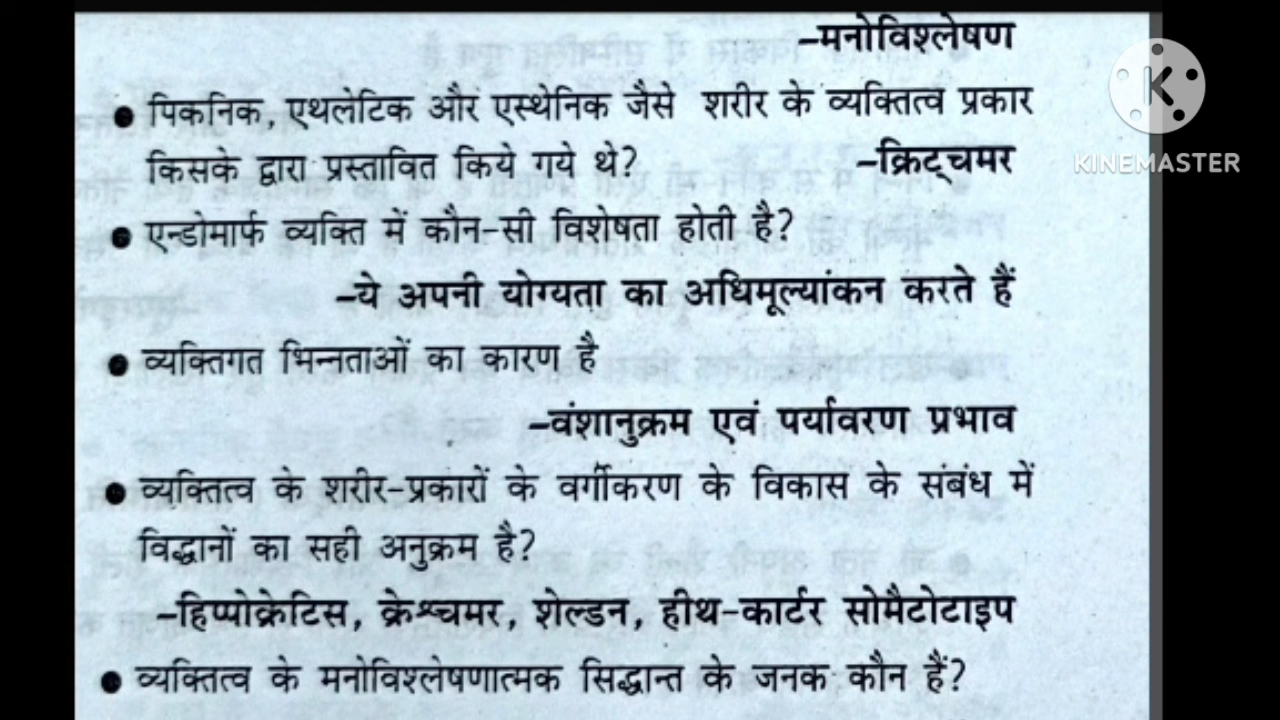 -मनोविश्लेषण
● पिकनिक, एथलेटिक और एस्थेनिक जैसे शरीर के व्यक्तित्व प्रकार
किसके द्वारा प्रस्तावित किये गये थे? -क्रिट्चमर
● एन्डोमार्फ व्यक्ति में कौन-सी विशेषता होती है?
-ये अपनी योग्यता का अधिमूल्यांकन करते हैं
● व्यक्तिगत भिन्नताओं का कारण है
-वंशानुक्रम एवं पर्यावरण प्रभाव
● व्यक्तित्व के शरीर-प्रकारों के वर्गीकरण के विकास के संबंध में
विद्धानों का सही अनुक्रम है?
-हिप्पोक्रेटिस, क्रेश्चमर, शेल्डन, हीथ-कार्टर सोमैटोटाइप
● व्यक्तित्व के मनोविश्लेषणात्मक सिद्धान्त के जनक कौन हैं?
K
KINEMASTER